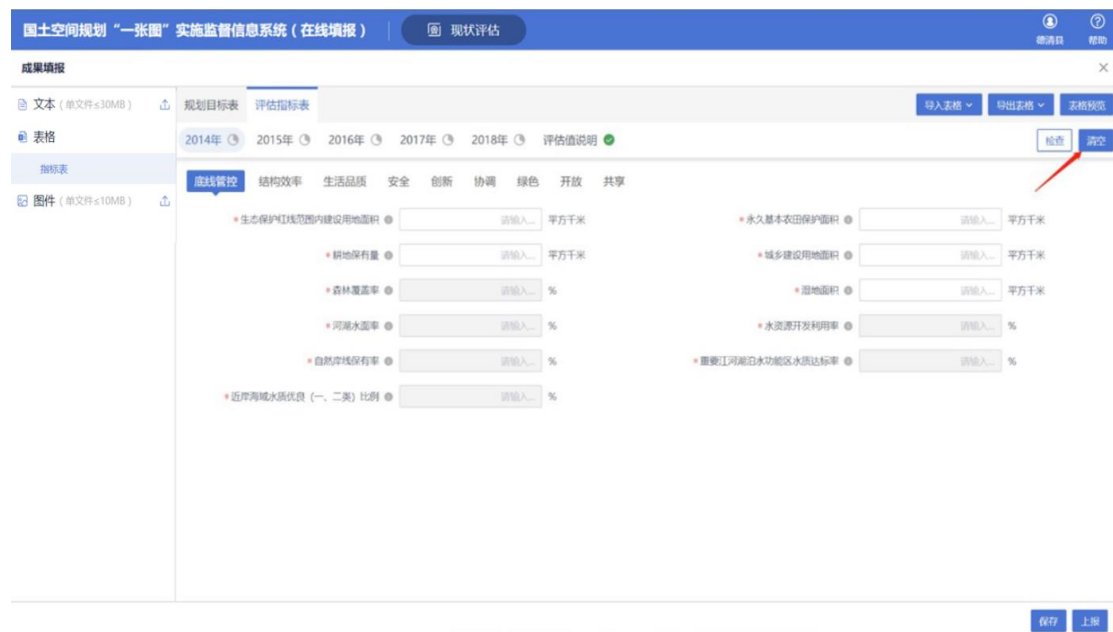 国土空间规划“一张图”实施监督信息系统（在线填报） 现状评估 德清县 帮助
成果填报
文本（单文件≤30MB） 规划目标表 评估指标表 导入表格 导出表格 表格预览
表格 2014年 2015年 2016年 2017年 2018年 评估值说明 检查 清空
指标表 底线管控 结构效率 生活品质 安全 创新 协调 绿色 开放 共享
图件（单文件≤10MB）
*生态保护红线范围内建设用地面积 请输入... 平方千米 *永久基本农田保护面积 请输入... 平方千米
*耕地保有量 请输入... 平方千米 *城乡建设用地面积 请输入... 平方千米
*森林覆盖率 请输入... % *湿地面积 请输入... 平方千米
*河湖水面率 请输入... % *水资源开发利用率 请输入... %
*自然岸线保有率 请输入... % *重要江河湖泊水功能区水质达标率 请输入... %
*近岸海域水质优良（一、二类）比例 请输入... %
保存 上报